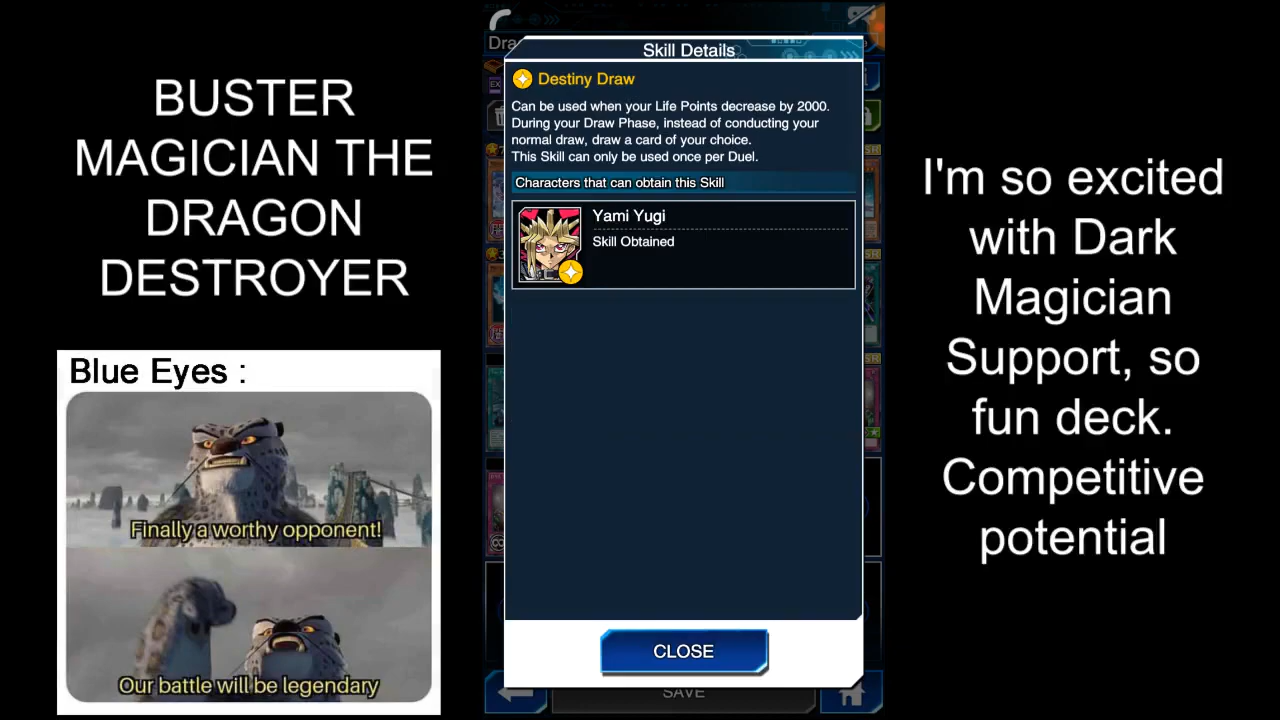 BUSTER
MAGICIAN THE
DRAGON
DESTROYER
Blue Eyes :
Finally a worthy opponent!
Our battle will be legendary
Dra
Skill Details
Destiny Draw
Can be used when your Life Points decrease by 2000.
During your Draw Phase, instead of conducting your
normal draw, draw a card of your choice.
This Skill can only be used once per Duel.
Characters that can obtain this Skill
Yami Yugi
Skill Obtained
CLOSE
SAVE
I'm so excited
with Dark
Magician
Support, so
fun deck.
Competitive
potential